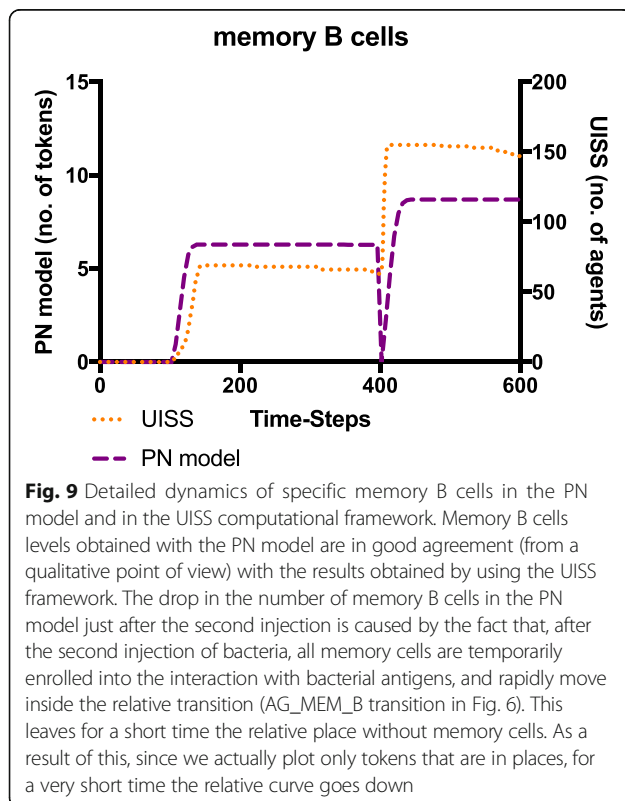 memory B cells
15
10
5
0
PN model (no. of tokens)
200
150
100
50
0
UISS (no. of agents)
0
200
400
600
Time-Steps
UISS
PN model
Fig. 9 Detailed dynamics of specific memory B cells in the PN
model and in the UISS computational framework. Memory B cells
levels obtained with the PN model are in good agreement (from a
qualitative point of view) with the results obtained by using the UISS
framework. The drop in the number of memory B cells in the PN
model just after the second injection is caused by the fact that, after
the second injection of bacteria, all memory cells are temporarily
enrolled into the interaction with bacterial antigens, and rapidly move
inside the relative transition (AG_MEM_B transition in Fig. 6). This
leaves for a short time the relative place without memory cells. As a
result of this, since we actually plot only tokens that are in places, for
a very short time the relative curve goes down